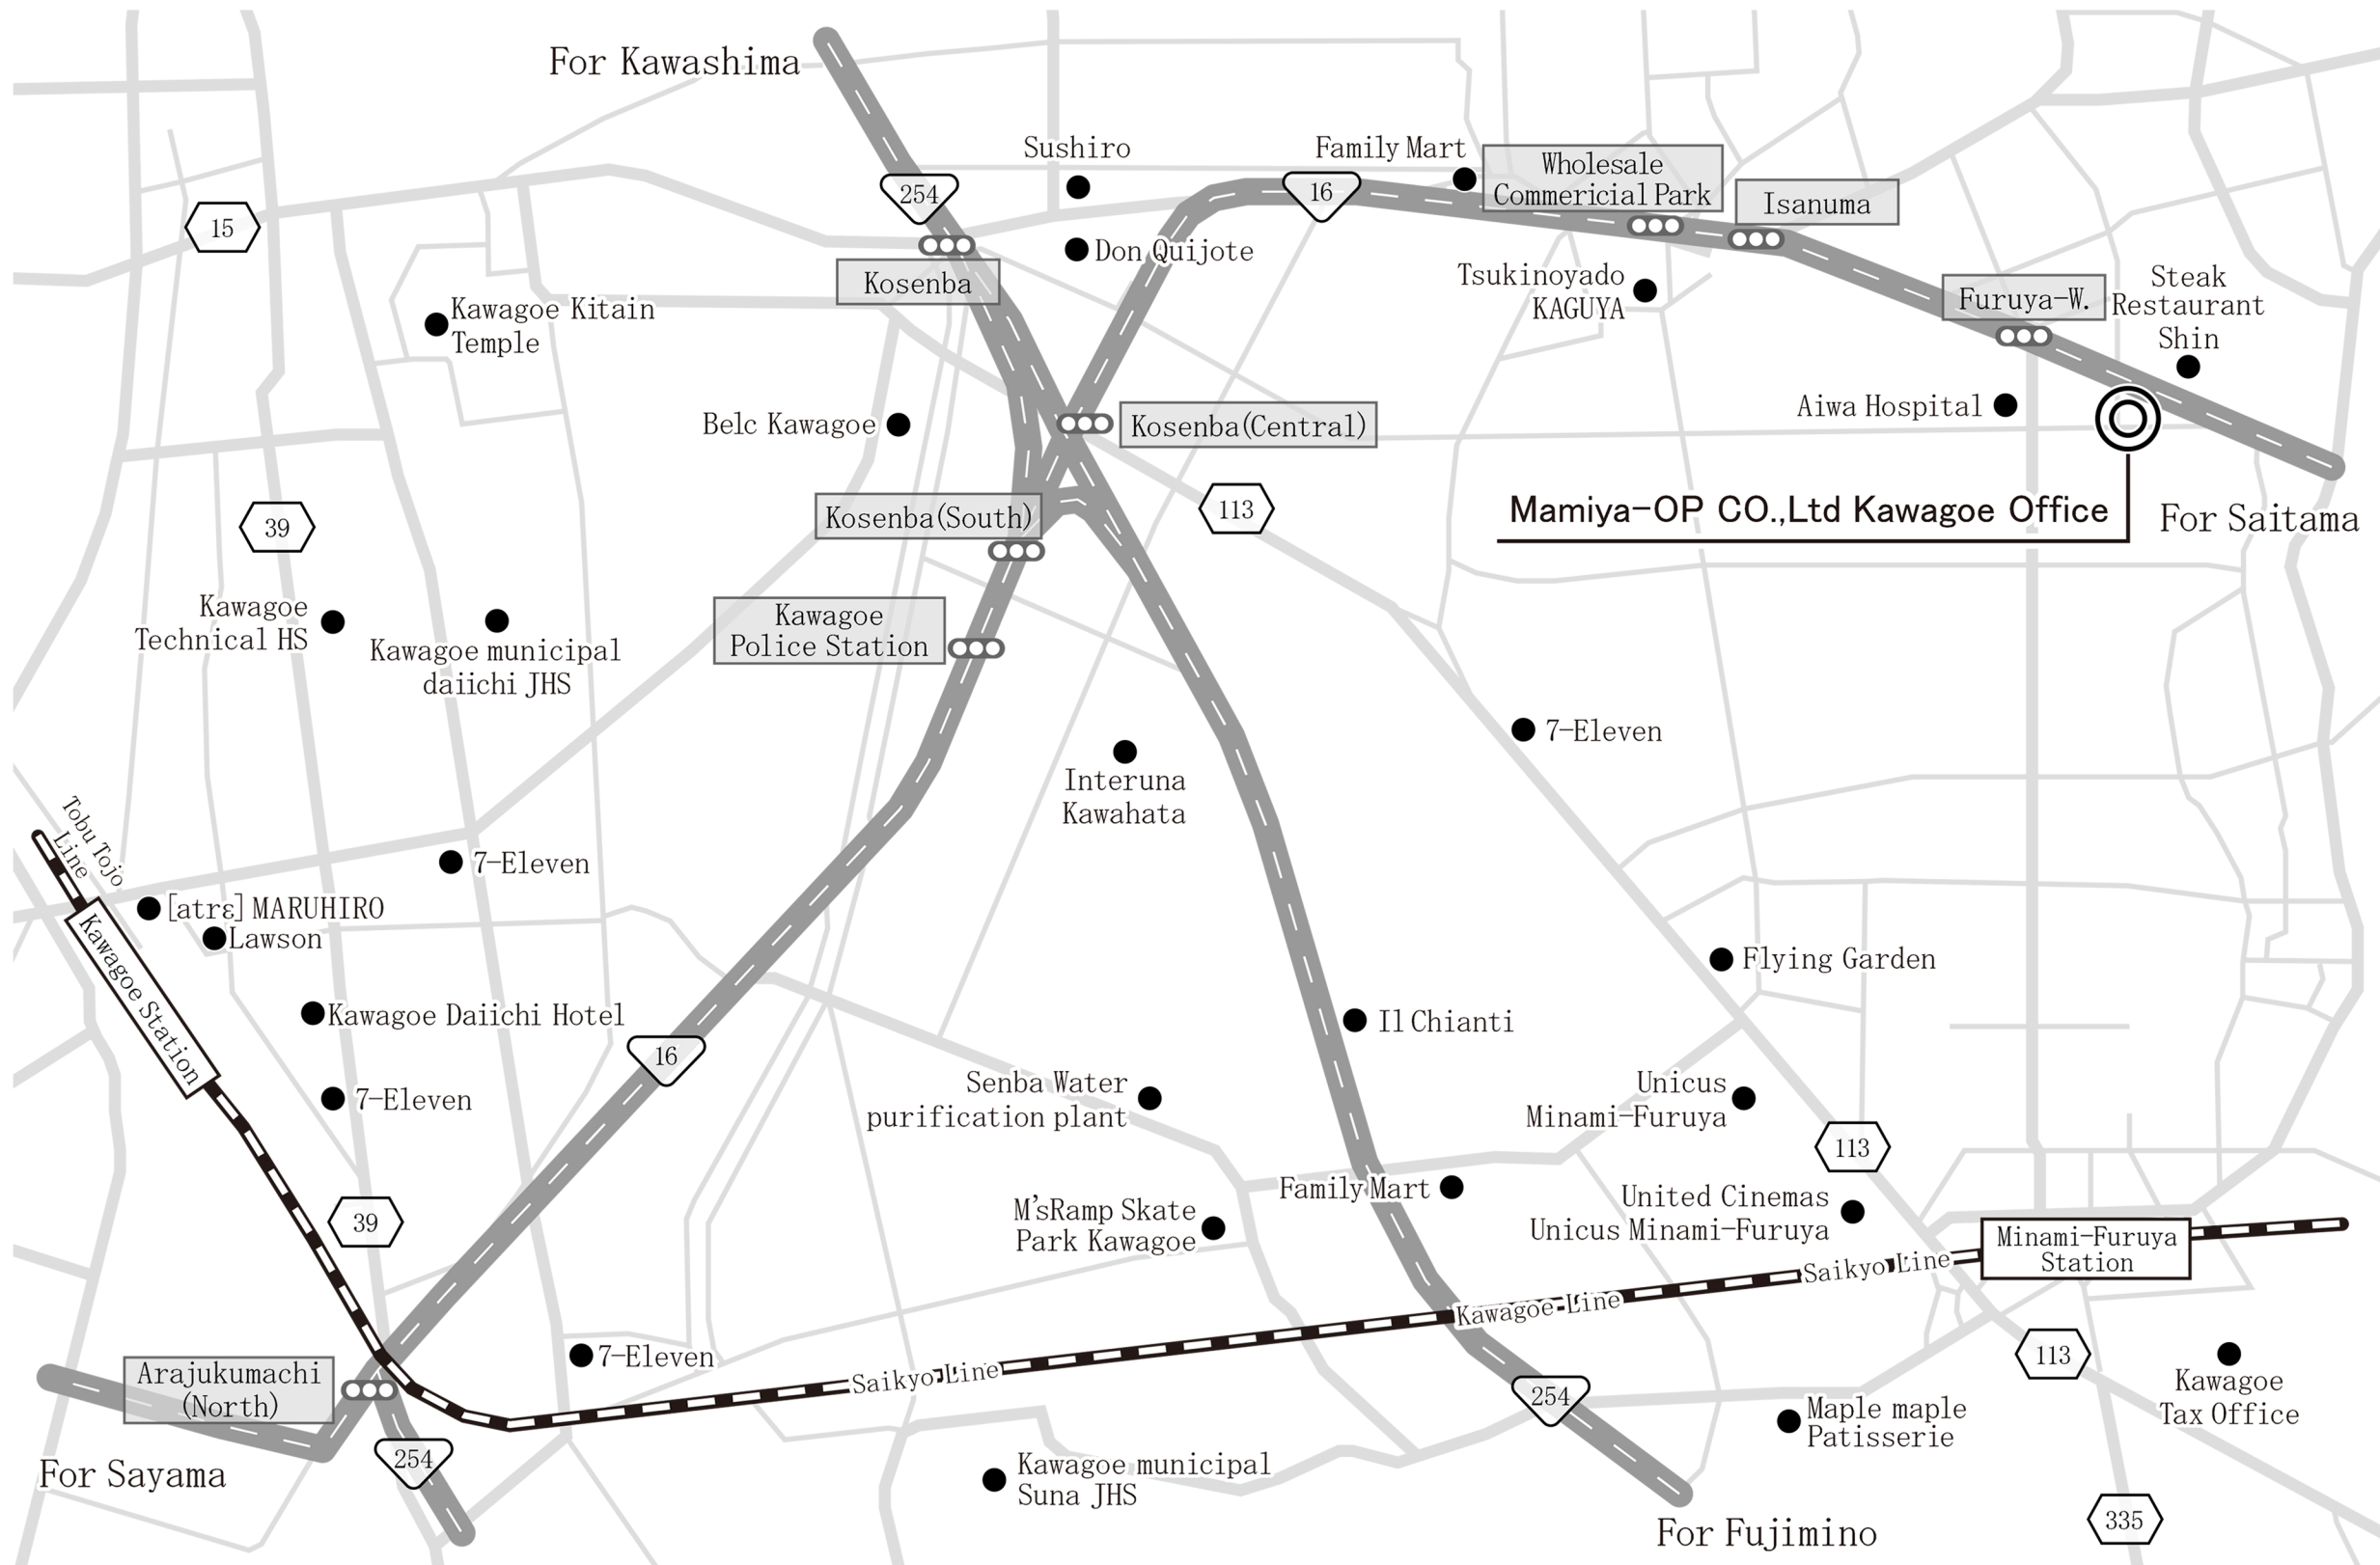 For Kawashima
Sushiro
Family Mart
Wholesale
Commericial Park
254
16
Isanuma
15
Don Quijote
Kosenba
Tsukinoyado
KAGUYA
Furuya-W.
Steak
Restaurant
Shin
Kawagoe Kitain
Temple
Belc Kawagoe
Kosenba(Central)
Aiwa Hospital
39
Kosenba(South)
113
Mamiya-OP CO.,Ltd Kawagoe Office
For Saitama
Kawagoe
Technical HS
Kawagoe municipal
daiichi JHS
Kawagoe
Police Station
7-Eleven
Interuna
Kawahata
Tobu Tojo
Line
7-Eleven
[atrε] MARUHIRO
Lawson
Kawagoe Station
Flying Garden
Kawagoe Daiichi Hotel
Il Chianti
16
7-Eleven
Senba Water
purification plant
Unicus
Minami-Furuya
113
Family Mart
39
M'sRamp Skate
Park Kawagoe
United Cinemas
Unicus Minami-Furuya
Minami-Furuya
Station
Saikyo Line
Kawagoe Line
7-Eleven
Saikyo Line
113
Arajukumachi
(North)
254
Kawagoe
Tax Office
Maple maple
Patisserie
254
For Sayama
Kawagoe municipal
Suna JHS
335
For Fujimino